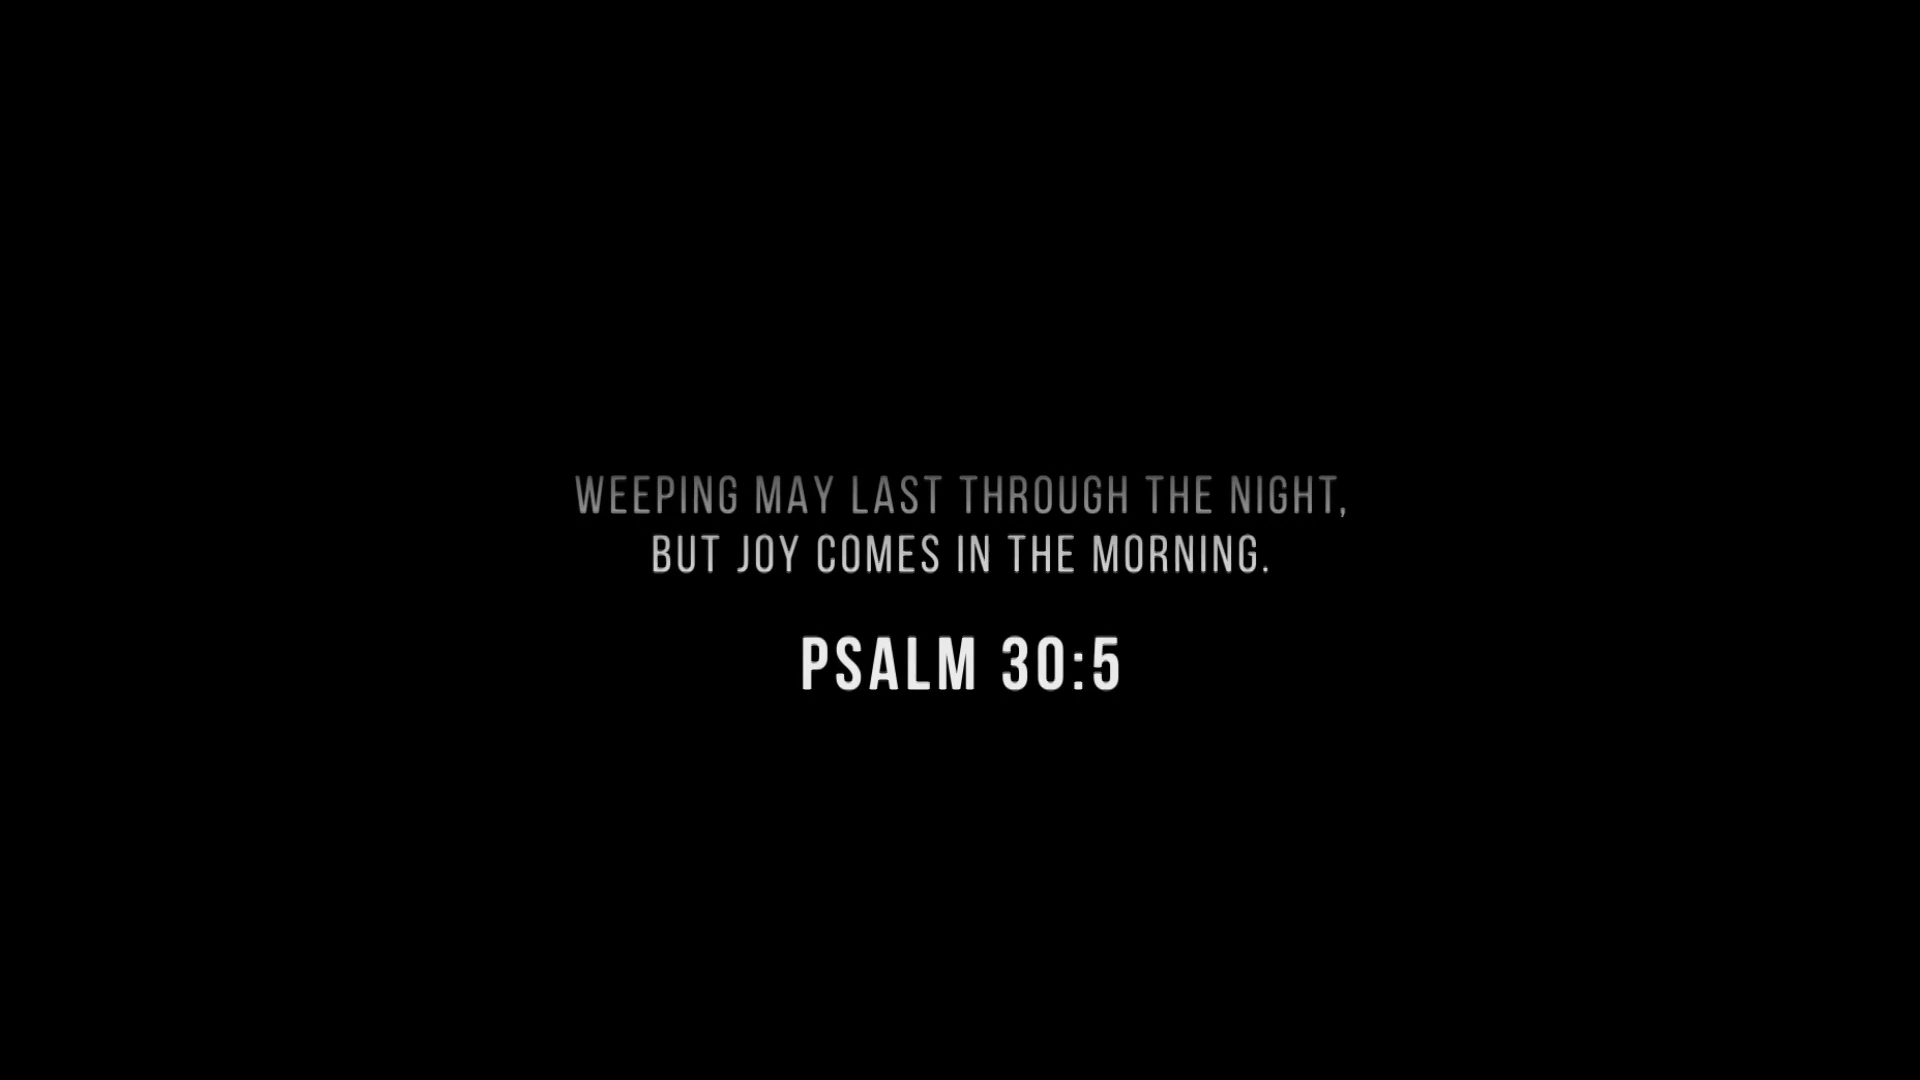 WEEPING MAY LAST THROUGH THE NIGHT,
BUT JOY COMES IN THE MORNING.
PSALM 30:5